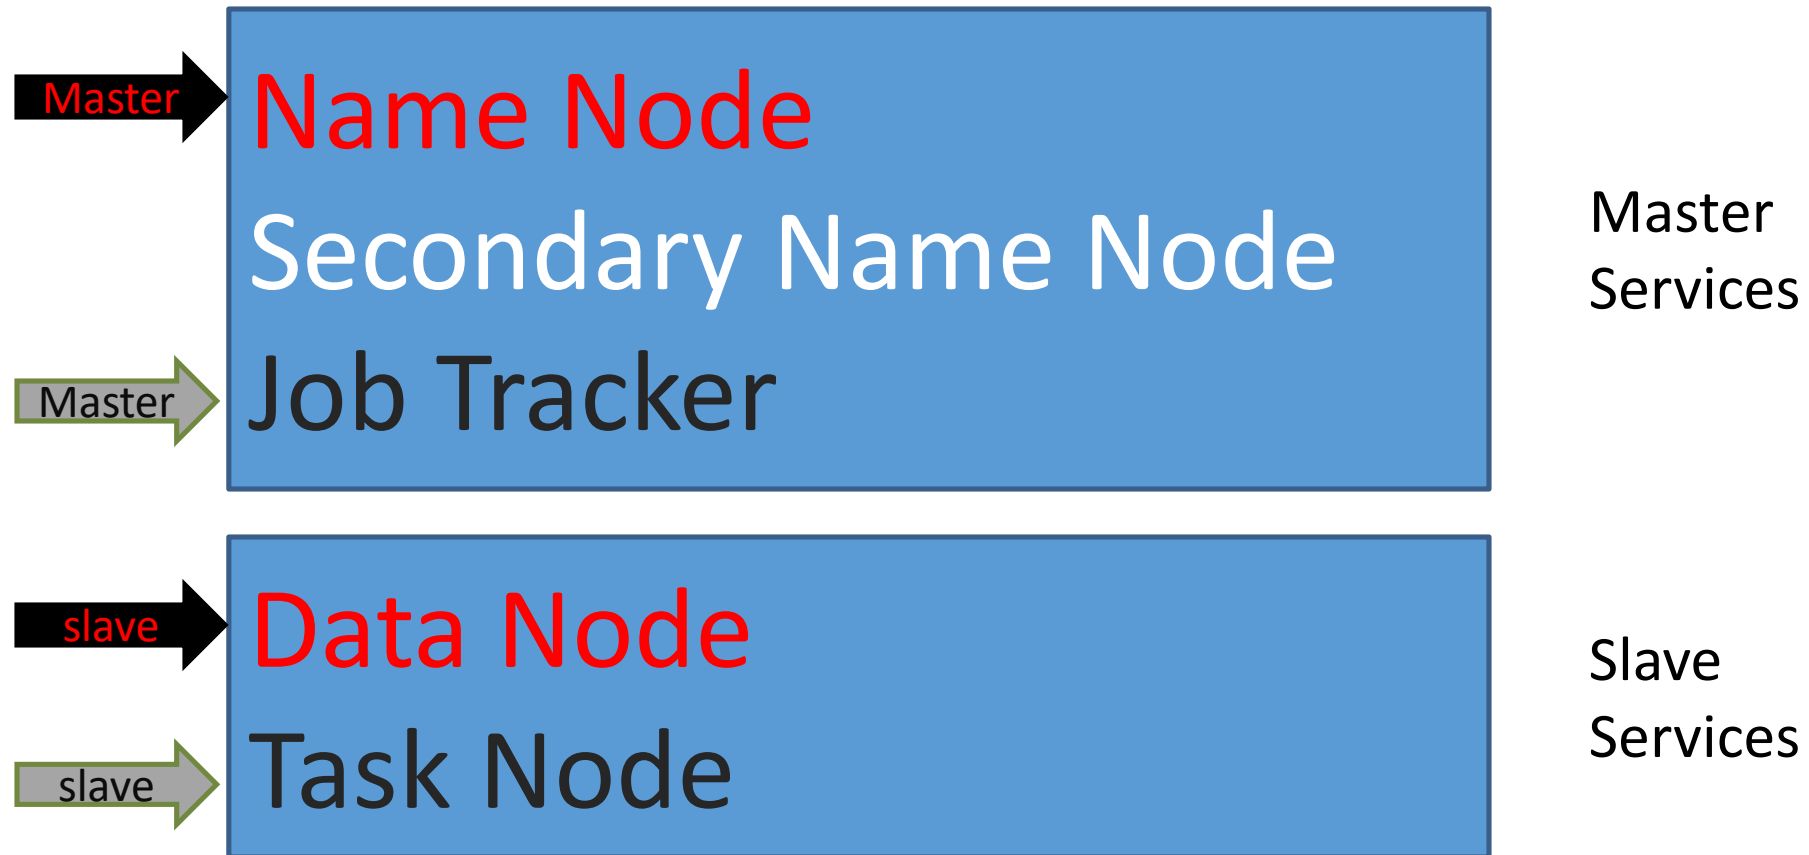 Master
Name Node
Secondary Name Node
Master
Job Tracker
Master
Services
slave
Data Node
slave
Task Node
Slave
Services